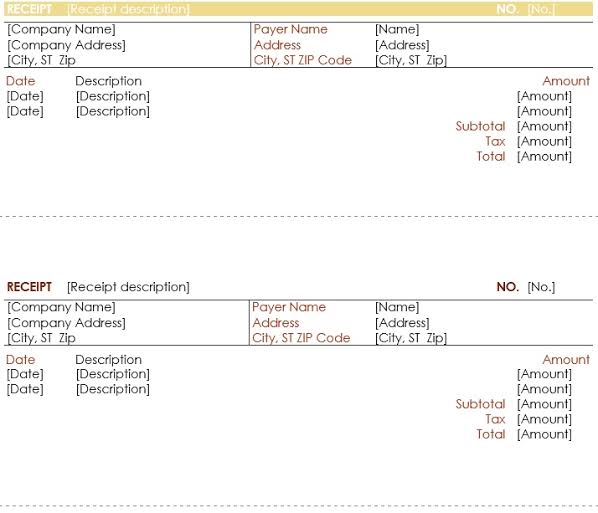 RECEIPT [Receipt description] NO. [No.]
[Company Name] Payer Name [Name]
[Company Address] Address [Address]
[City, ST Zip City, ST ZIP Code [City, ST Zip]
Date Description Amount
[Date] [Description] [Amount]
[Date] [Description] [Amount]
Subtotal [Amount]
Tax [Amount]
Total [Amount]
RECEIPT [Receipt description] NO. [No.]
[Company Name] Payer Name [Name]
[Company Address] Address [Address]
[City, ST Zip City, ST ZIP Code [City, ST Zip]
Date Description Amount
[Date] [Description] [Amount]
[Date] [Description] [Amount]
Subtotal [Amount]
Tax [Amount]
Total [Amount]